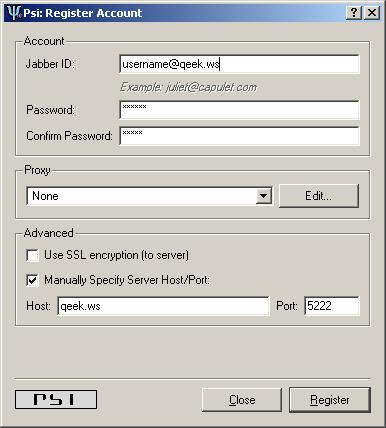 Psi: Register Account
Account
Jabber ID: username@qeek.ws
Example: juliet@capulet.com
Password: ******
Confirm Password: *****
Proxy
None Edit...
Advanced
Use SSL encryption (to server)
Manually Specify Server Host/Port:
Host: qeek.ws Port: 5222
PSI Close Register